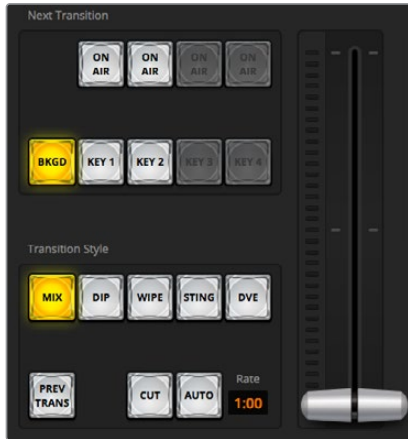 Next Transition
ON AIR ON AIR ON AIR ON AIR
BKGD KEY 1 KEY 2 KEY 3 KEY 4
Transition Style
MIX DIP WIPE STING DVE
PREV TRANS CUT AUTO Rate 1:00